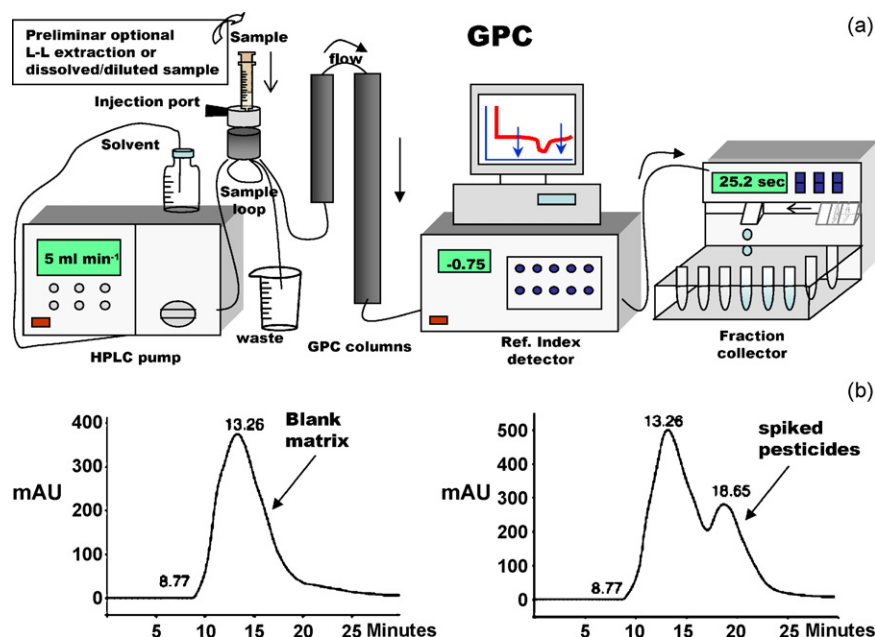 (a)
Preliminar optional
L-L extraction or
dissolved/diluted sample
Sample
GPC
flow
Injection port
Solvent
Sample
loop
25.2 sec
5 ml min⁻¹
-0.75
waste
HPLC pump
GPC columns
Ref. Index
detector
Fraction
collector
(b)
400
300
200
100
0
mAU
8.77
13.26
Blank
matrix
5 10 15 20 25 Minutes
500
400
300
200
100
0
mAU
8.77
13.26
18.65
spiked
pesticides
5 10 15 20 25 Minutes